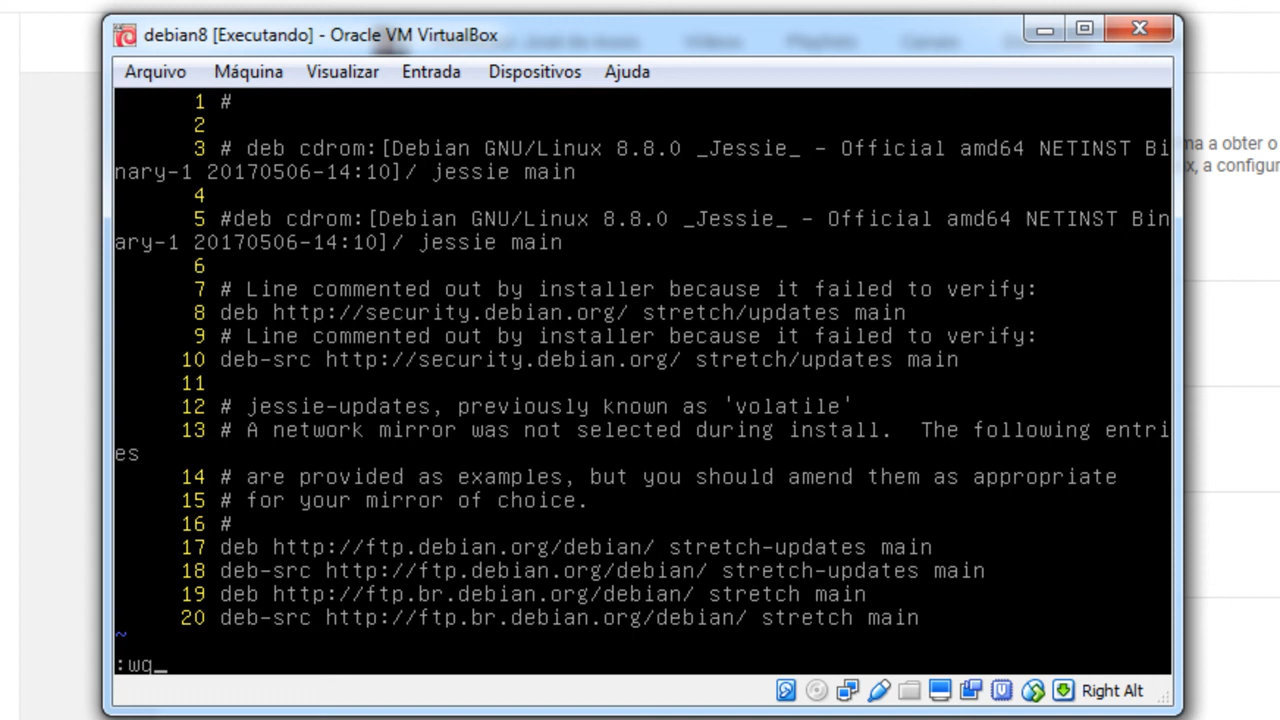 debian8 [Executando] - Oracle VM VirtualBox
Arquivo Máquina Visualizar Entrada Dispositivos Ajuda
1 #
2
3 # deb cdrom:[Debian GNU/Linux 8.8.0 _Jessie_ - Official amd64 NETINST Bi
nary-1 20170506-14:10]/ jessie main
4
5 #deb cdrom:[Debian GNU/Linux 8.8.0 _Jessie_ - Official amd64 NETINST Bin
ary-1 20170506-14:10]/ jessie main
6
7 # Line commented out by installer because it failed to verify:
8 deb http://security.debian.org/ stretch/updates main
9 # Line commented out by installer because it failed to verify:
10 deb-src http://security.debian.org/ stretch/updates main
11
12 # jessie-updates, previously known as 'volatile'
13 # A network mirror was not selected during install.  The following entri
es
14 # are provided as examples, but you should amend them as appropriate
15 # for your mirror of choice.
16 #
17 deb http://ftp.debian.org/debian/ stretch-updates main
18 deb-src http://ftp.debian.org/debian/ stretch-updates main
19 deb http://ftp.br.debian.org/debian/ stretch main
20 deb-src http://ftp.br.debian.org/debian/ stretch main
~
:wq_
Right Alt
ma a obter o
x, a configur